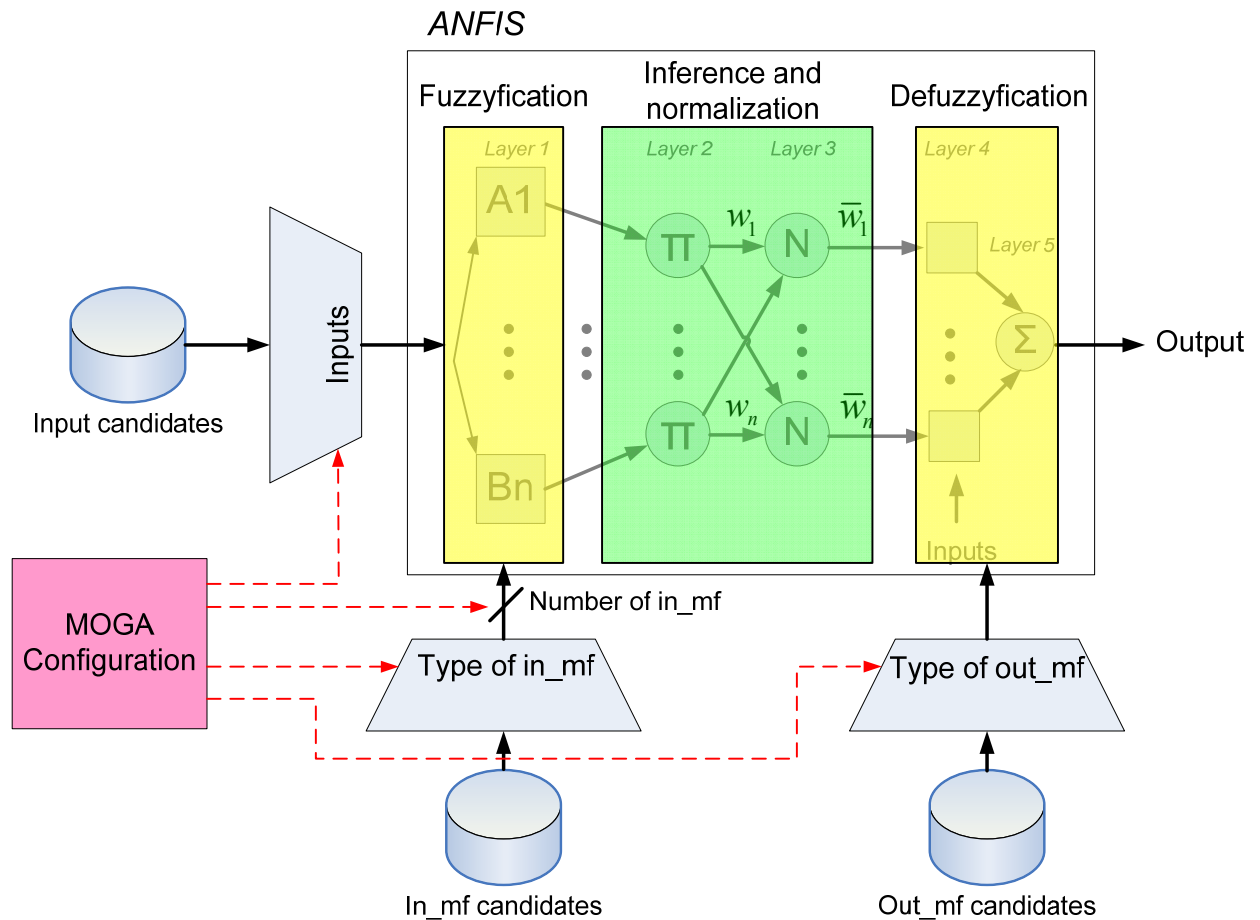 ANFIS
Fuzzyfication
Inference and
normalization
Defuzzyfication
Layer 1
Layer 2
Layer 3
Layer 4
A1
Π
w₁
N
w̅₁
Layer 5
Inputs
Σ
Output
Input candidates
Bn
Π
wₙ
N
w̅ₙ
Inputs
MOGA
Configuration
Number of in_mf
Type of in_mf
Type of out_mf
In_mf candidates
Out_mf candidates